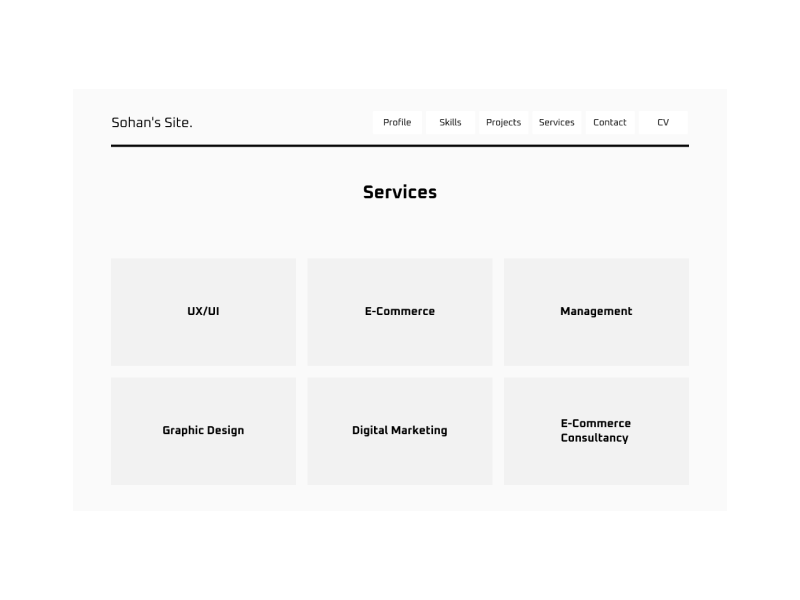 Sohan's Site.
Profile
Skills
Projects
Services
Contact
CV
Services
UX/UI
E-Commerce
Management
Graphic Design
Digital Marketing
E-Commerce
Consultancy